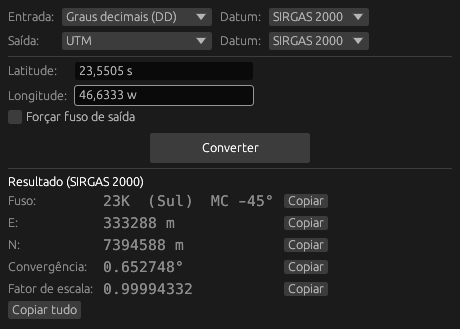 Entrada: Graus decimais (DD) Datum: SIRGAS 2000
Saída: UTM Datum: SIRGAS 2000
Latitude: 23,5505 s
Longitude: 46,6333 w
Forçar fuso de saída
Converter
Resultado (SIRGAS 2000)
Fuso: 23K (Sul) MC -45° Copiar
E: 333288 m Copiar
N: 7394588 m Copiar
Convergência: 0.652748° Copiar
Fator de escala: 0.99994332 Copiar
Copiar tudo